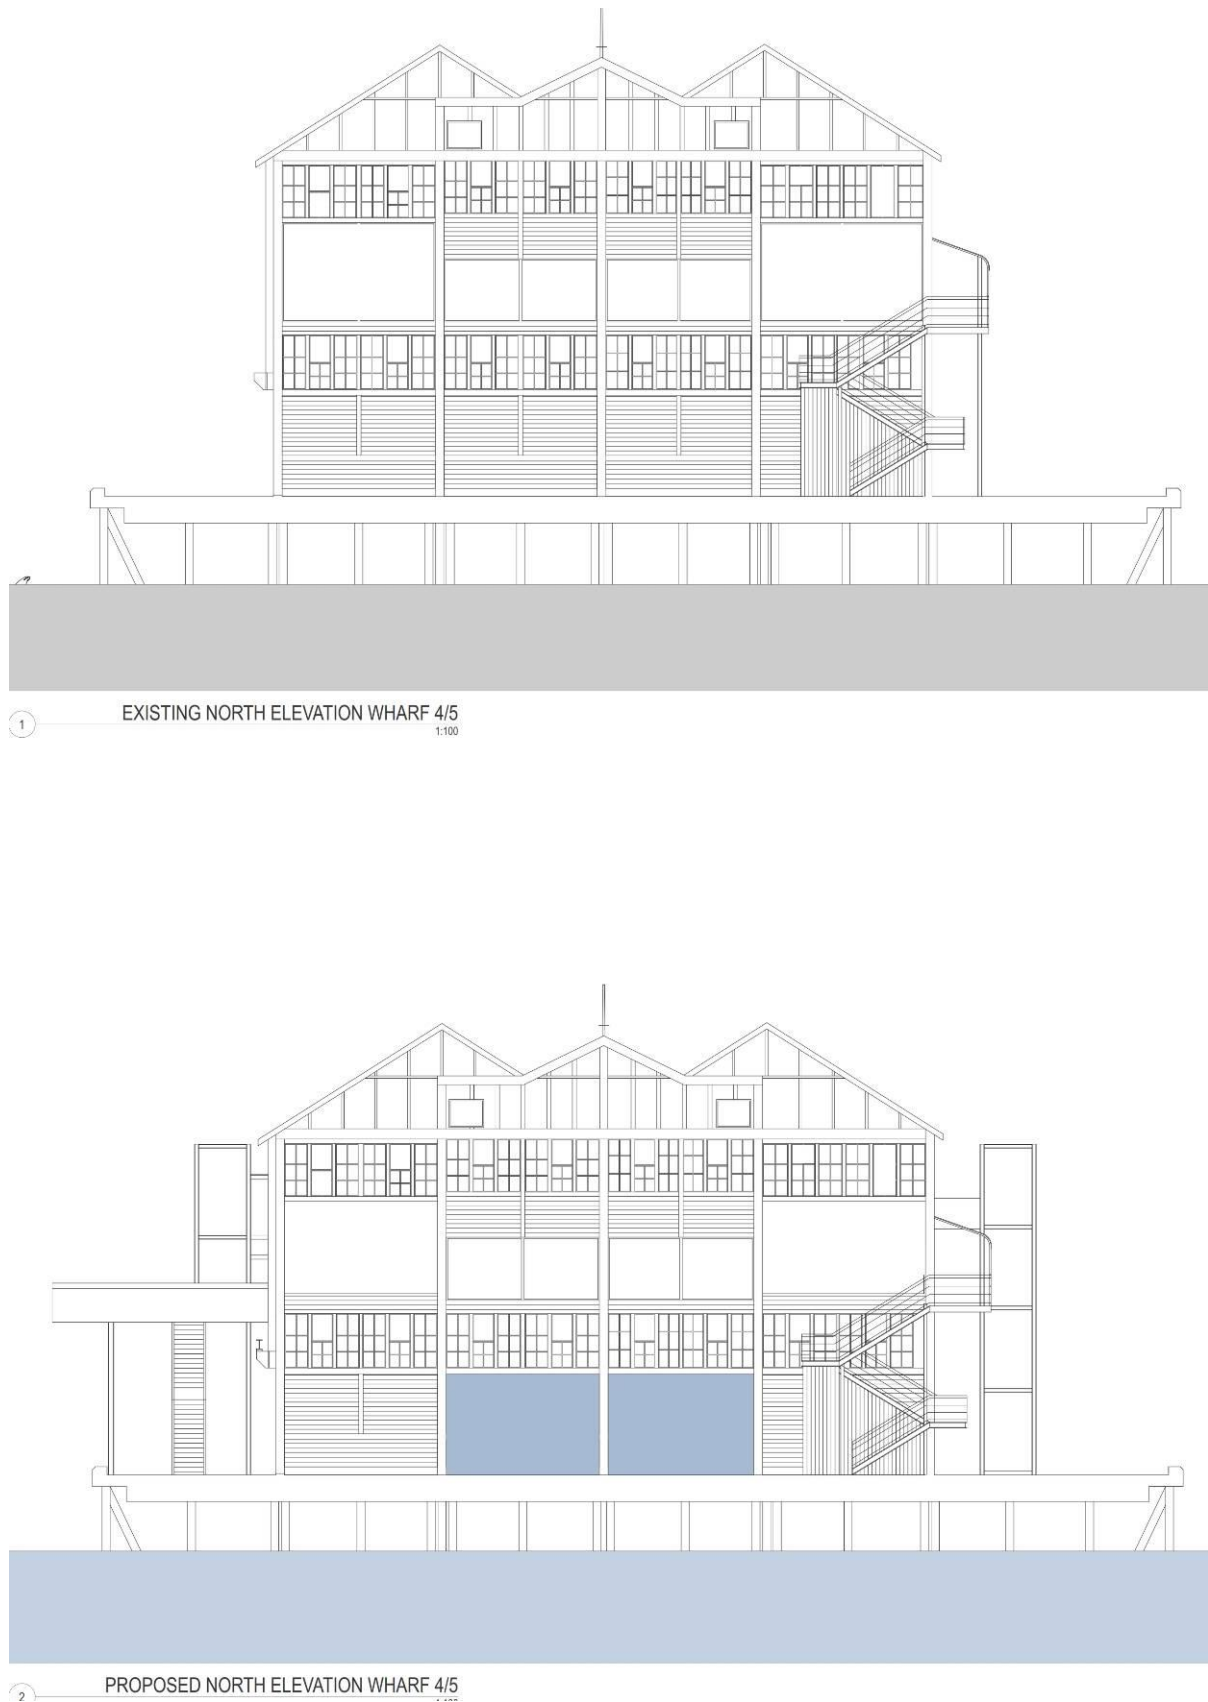 EXISTING NORTH ELEVATION WHARF 4/5
1
1:100
PROPOSED NORTH ELEVATION WHARF 4/5
2